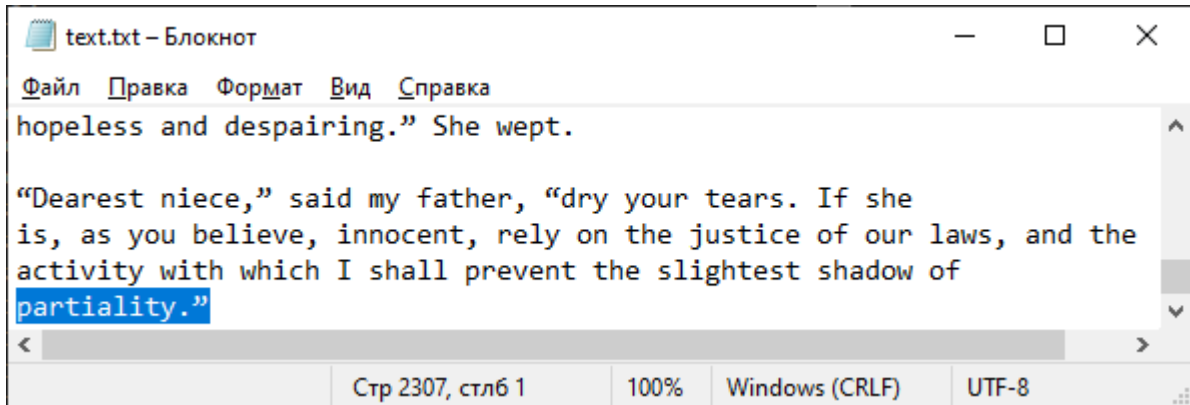 text.txt – Блокнот
Файл Правка Формат Вид Справка
hopeless and despairing.” She wept.
“Dearest niece,” said my father, “dry your tears. If she
is, as you believe, innocent, rely on the justice of our laws, and the
activity with which I shall prevent the slightest shadow of
partiality.”
Стр 2307, стлб 1 100% Windows (CRLF) UTF-8